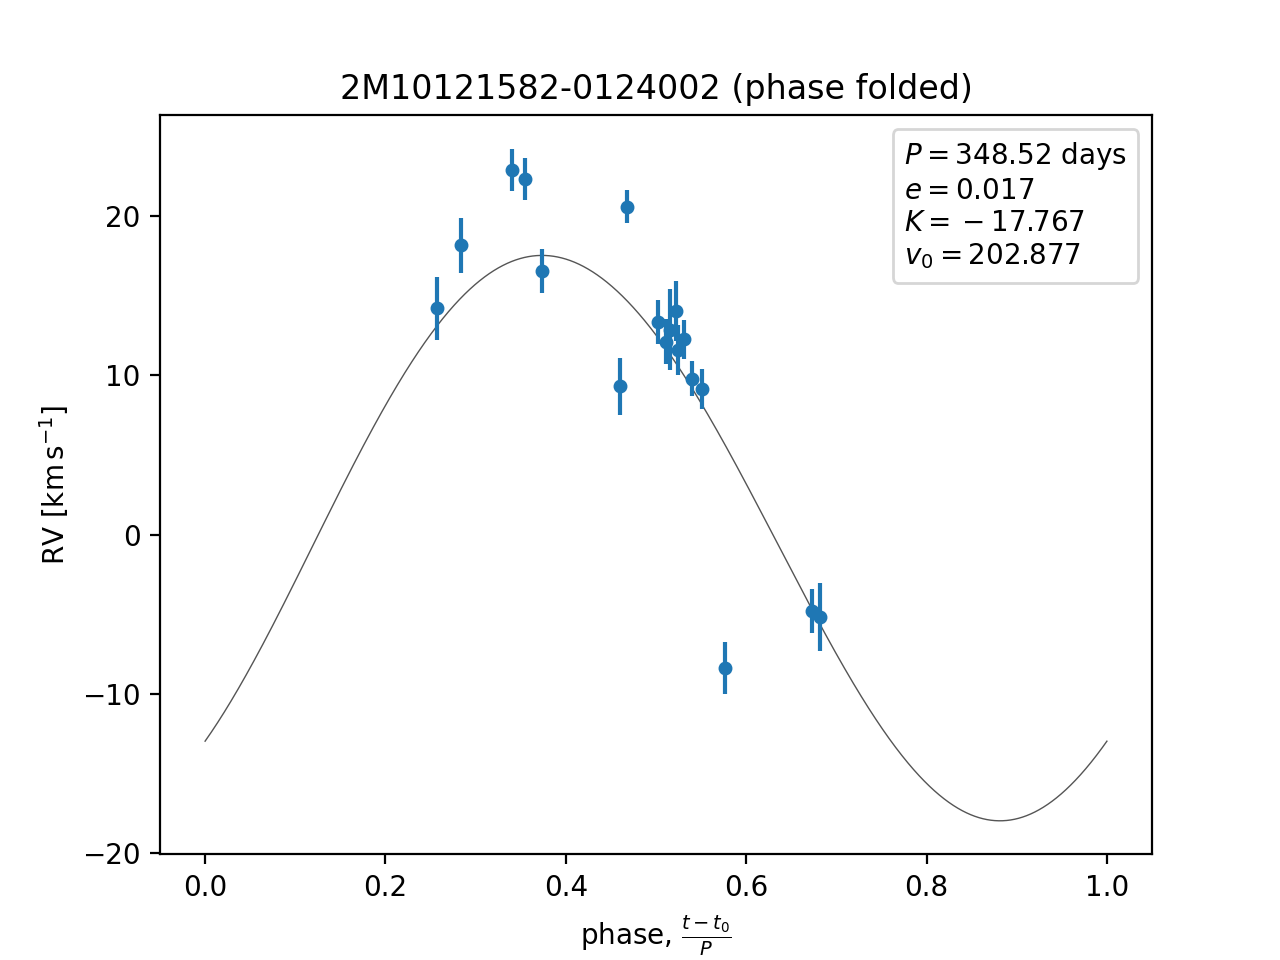 2M10121582-0124002 (phase folded)
P = 348.52 days
e = 0.017
K = −17.767
v₀ = 202.877
20
10
0
−10
−20
RV [km s⁻¹]
0.0 0.2 0.4 0.6 0.8 1.0
phase, (t − t₀)/P